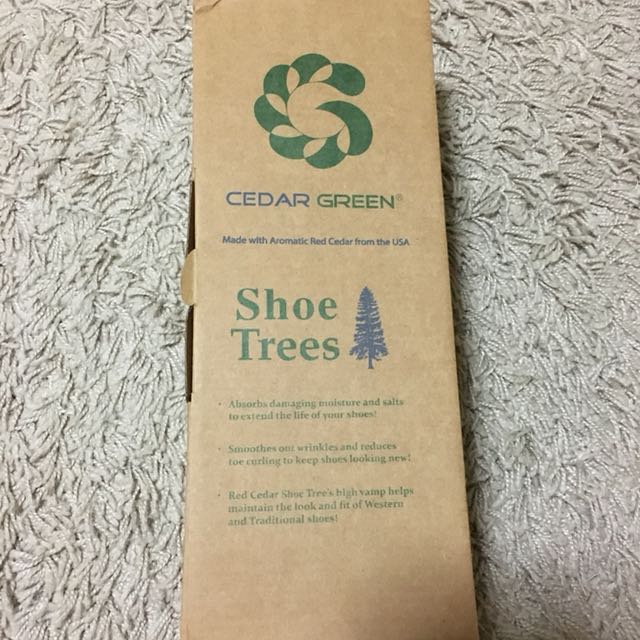 CEDAR GREEN®
Made with Aromatic Red Cedar from the USA
Shoe
Trees
· Absorbs damaging moisture and salts
to extend the life of your shoes!
· Smoothes out wrinkles and reduces
toe curling to keep shoes looking new!
· Red Cedar Shoe Tree's high vamp helps
maintain the look and fit of Western
and Traditional shoes!